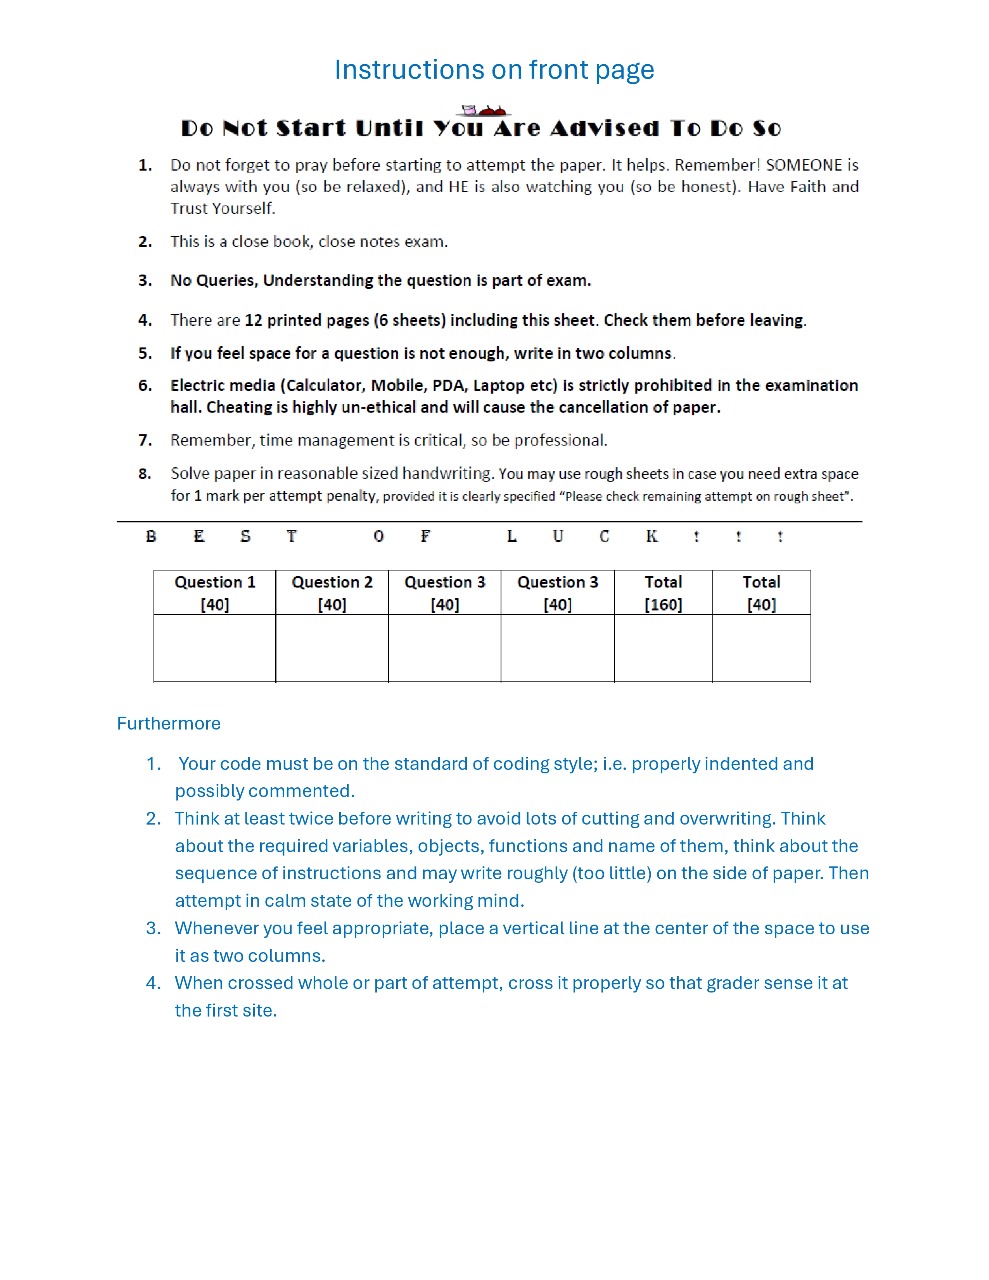 Instructions on front page
Do Not Start Until You Are Advised To Do So
1. Do not forget to pray before starting to attempt the paper. It helps. Remember! SOMEONE is
always with you (so be relaxed), and HE is also watching you (so be honest). Have Faith and
Trust Yourself.
2. This is a close book, close notes exam.
3. No Queries, Understanding the question is part of exam.
4. There are 12 printed pages (6 sheets) including this sheet. Check them before leaving.
5. If you feel space for a question is not enough, write in two columns.
6. Electric media (Calculator, Mobile, PDA, Laptop etc) is strictly prohibited in the examination
hall. Cheating is highly un-ethical and will cause the cancellation of paper.
7. Remember, time management is critical, so be professional.
8. Solve paper in reasonable sized handwriting. You may use rough sheets in case you need extra space
for 1 mark per attempt penalty, provided it is clearly specified “Please check remaining attempt on rough sheet”.
B E S T O F L U C K ! ! !
Question 1 Question 2 Question 3 Question 3 Total Total
[40] [40] [40] [40] [160] [40]
Furthermore
1. Your code must be on the standard of coding style; i.e. properly indented and
possibly commented.
2. Think at least twice before writing to avoid lots of cutting and overwriting. Think
about the required variables, objects, functions and name of them, think about the
sequence of instructions and may write roughly (too little) on the side of paper. Then
attempt in calm state of the working mind.
3. Whenever you feel appropriate, place a vertical line at the center of the space to use
it as two columns.
4. When crossed whole or part of attempt, cross it properly so that grader sense it at
the first site.